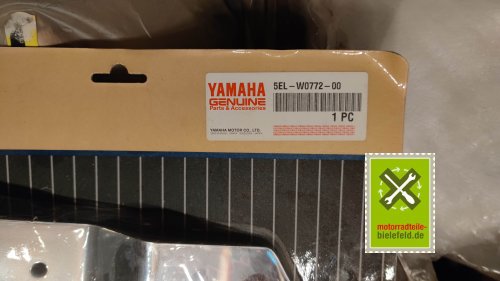 YAMAHA
GENUINE
Parts & Accessories
YAMAHA MOTOR CO., LTD.
5EL-W0772-00
1 PC
motorradteile-
bielefeld.de